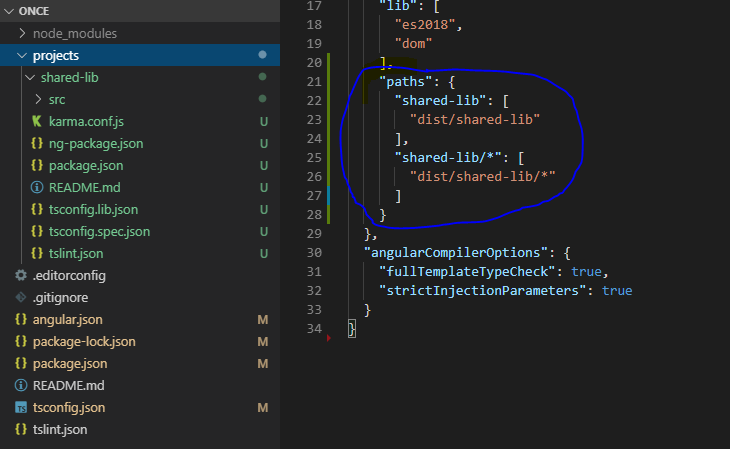 ONCE
node_modules
projects
shared-lib
src
karma.conf.js U
ng-package.json U
package.json U
README.md U
tsconfig.lib.json U
tsconfig.spec.json U
tslint.json U
.editorconfig
.gitignore
angular.json M
package-lock.json M
package.json M
README.md
tsconfig.json M
tslint.json
17 "lib": [
18 "es2018",
19 "dom"
20 ],
21 "paths": {
22 "shared-lib": [
23 "dist/shared-lib"
24 ],
25 "shared-lib/*": [
26 "dist/shared-lib/*"
27 ]
28 }
29 },
30 "angularCompilerOptions": {
31 "fullTemplateTypeCheck": true,
32 "strictInjectionParameters": true
33 }
34 }